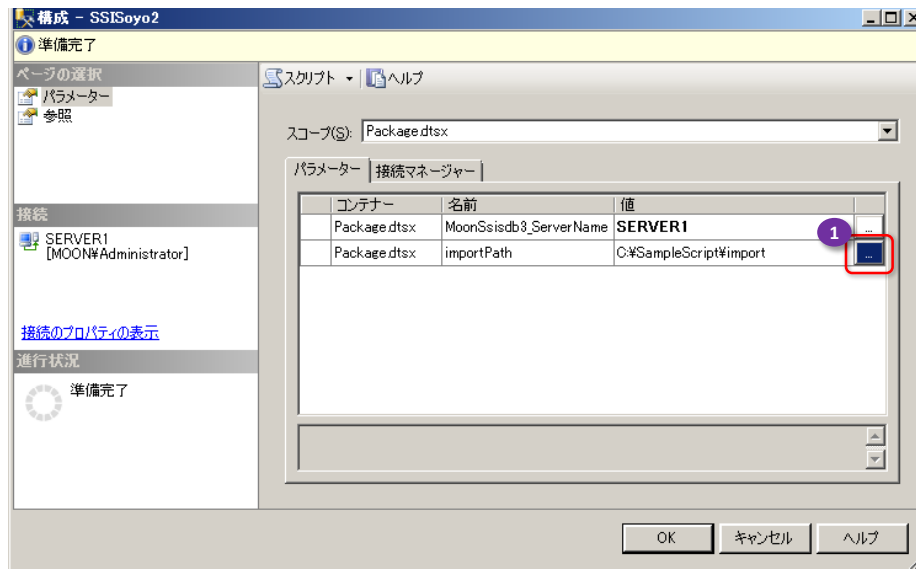 構成 - SSISoyo2
準備完了
ページの選択
パラメーター
参照
スクリプト ヘルプ
スコープ(S): Package.dtsx
パラメーター 接続マネージャー
コンテナー 名前 値
Package.dtsx MoonSsisdb3_ServerName SERVER1 ...
1
Package.dtsx importPath C:¥SampleScript¥import ...
接続
SERVER1
[MOON¥Administrator]
接続のプロパティの表示
進行状況
準備完了
OK キャンセル ヘルプ